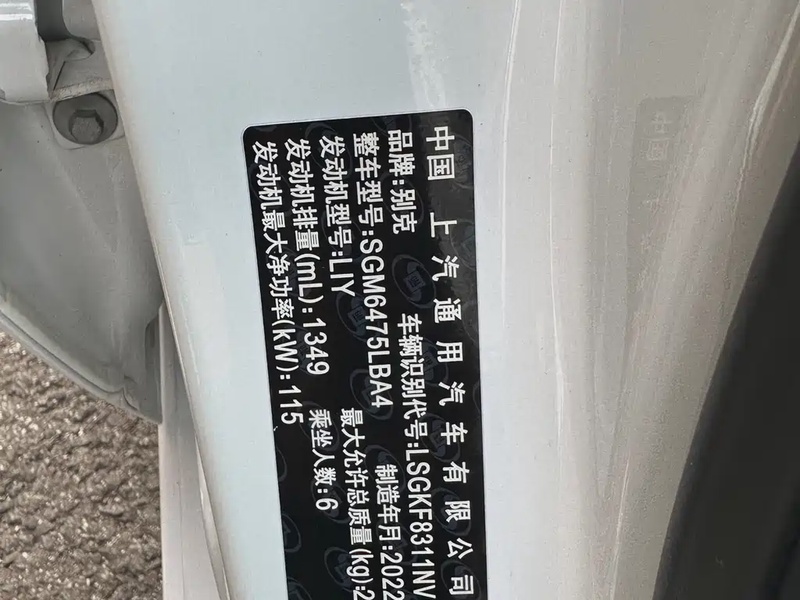 中国 上汽通用汽车有限公司
品牌:别克 车辆识别代号:LSGKF8311NV
整车型号:SGM6475LBA4 制造年月:2022
发动机型号:LIY 最大允许总质量(kg):2
发动机排量(mL):1349 乘坐人数:6
发动机最大净功率(kW):115